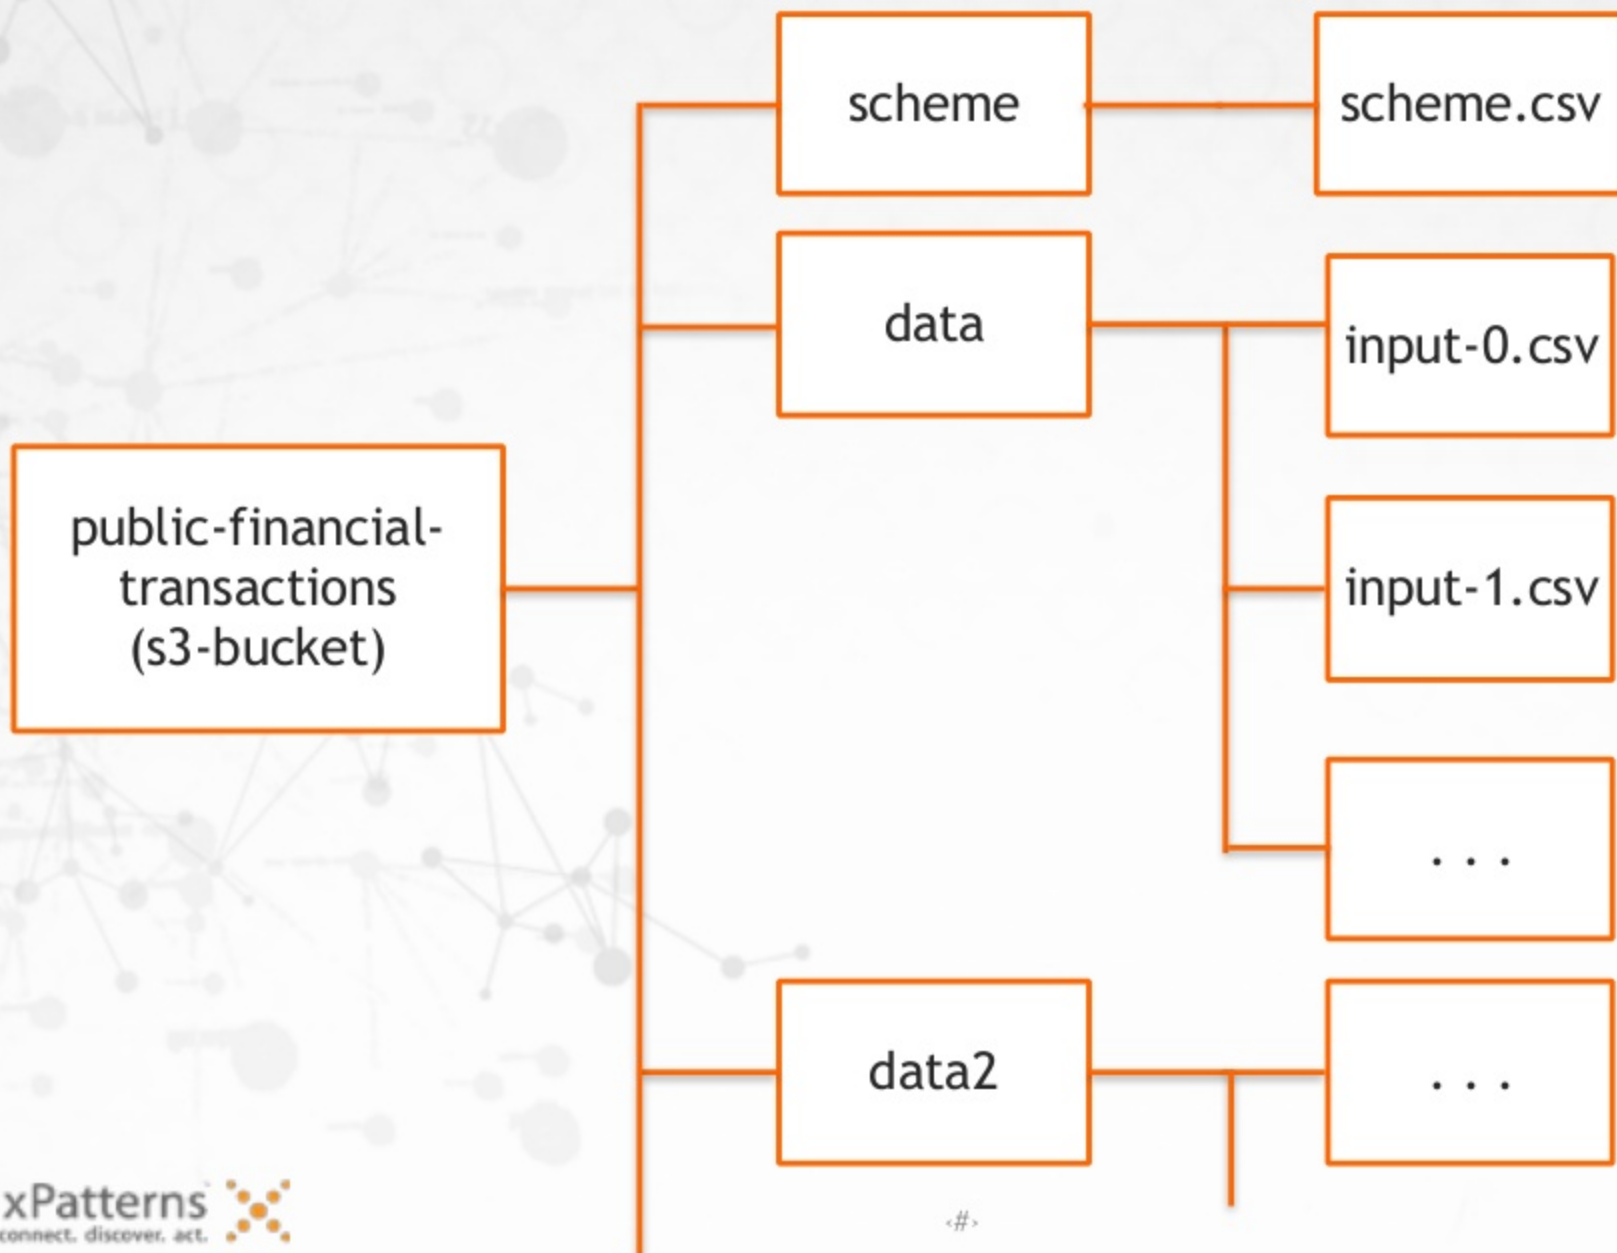 scheme
scheme.csv
data
input-0.csv
public-financial-
transactions
(s3-bucket)
input-1.csv
. . .
data2
. . .
xPatterns
connect. discover. act.
‹#›